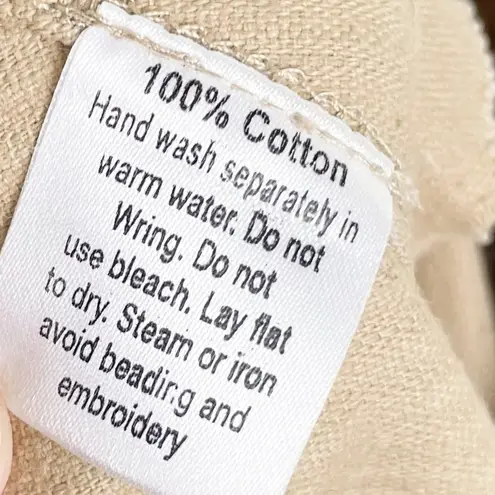 100% Cotton
Hand wash separately in
warm water. Do not
Wring. Do not
use bleach. Lay flat
to dry. Steam or iron
avoid beading and
embroidery